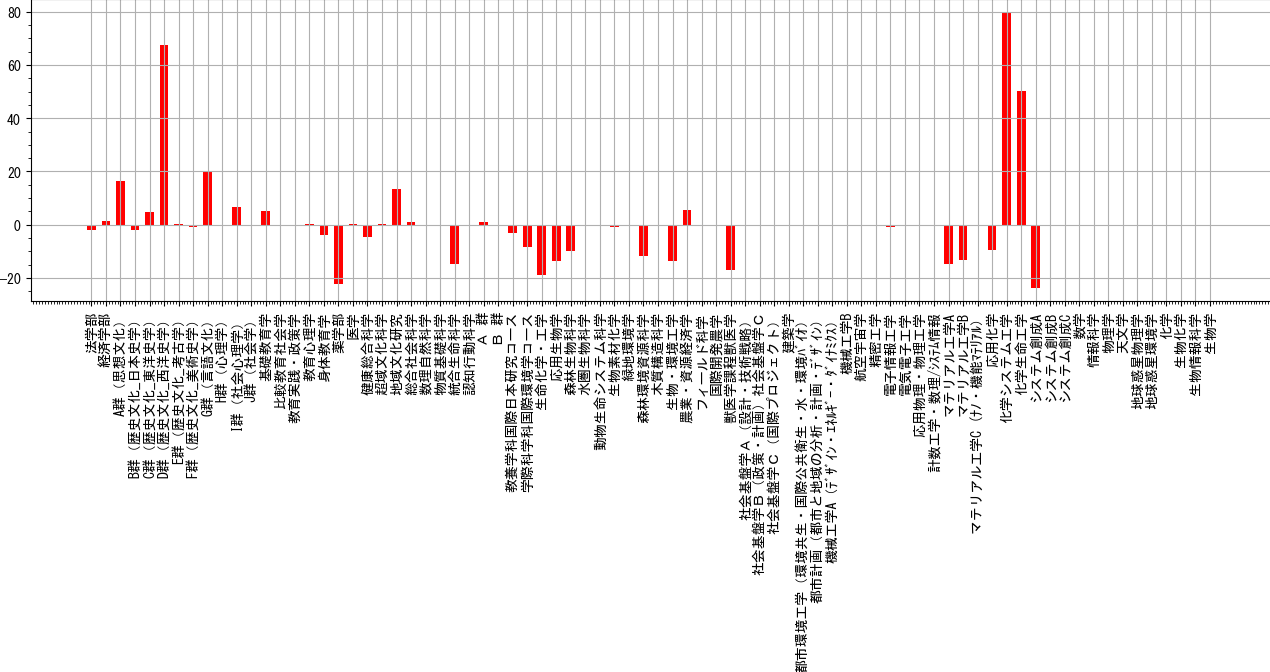 80
60
40
20
0
−20
法学部
経済学部
A群（思想文化）
B群（歴史文化_日本史学）
C群（歴史文化_東洋史学）
D群（歴史文化_西洋史学）
E群（歴史文化_考古学）
F群（歴史文化_美術史学）
G群（言語文化）
H群（心理学）
I群（社会心理学）
J群（社会学）
基礎教育学
比較教育社会学
教育実践・政策学
教育心理学
身体教育学
薬学部
医学
健康総合科学
超域文化科学
地域文化研究
総合社会科学
数理自然科学
物質基礎科学
統合生命科学
認知行動科学
Ａ　群
Ｂ　群
教養学科国際日本研究コース
学際科学科国際環境学コース
生命化学・工学
応用生物学
森林生物科学
水圏生物科学
動物生命システム科学
生物素材化学
緑地環境学
森林環境資源科学
木質構造科学
生物・環境工学
農業・資源経済学
フィールド科学
国際開発農学
獣医学課程獣医学
社会基盤学Ａ（設計・技術戦略）
社会基盤学Ｂ（政策・計画）社会基盤学Ｃ
社会基盤学Ｃ（国際プロジェクト）
建築学
都市環境工学（環境共生・国際公共衛生・水・環境ﾊﾞｲｵ）
都市計画（都市と地域の分析・計画・ﾃﾞｻﾞｲﾝ）
機械工学A（ﾃﾞｻﾞｲﾝ・ｴﾈﾙｷﾞｰ・ﾀﾞｲﾅﾐｸｽ）
機械工学B
航空宇宙学
精密工学
電子情報工学
電気電子工学
応用物理・物理工学
計数工学・数理/ｼｽﾃﾑ情報
マテリアル工学A
マテリアル工学B
マテリアル工学C（ﾅﾉ・機能ﾏﾃﾘｱﾙ）
応用化学
化学システム工学
化学生命工学
システム創成A
システム創成B
システム創成C
数学
情報科学
物理学
天文学
地球惑星物理学
地球惑星環境学
化学
生物化学
生物情報科学
生物学